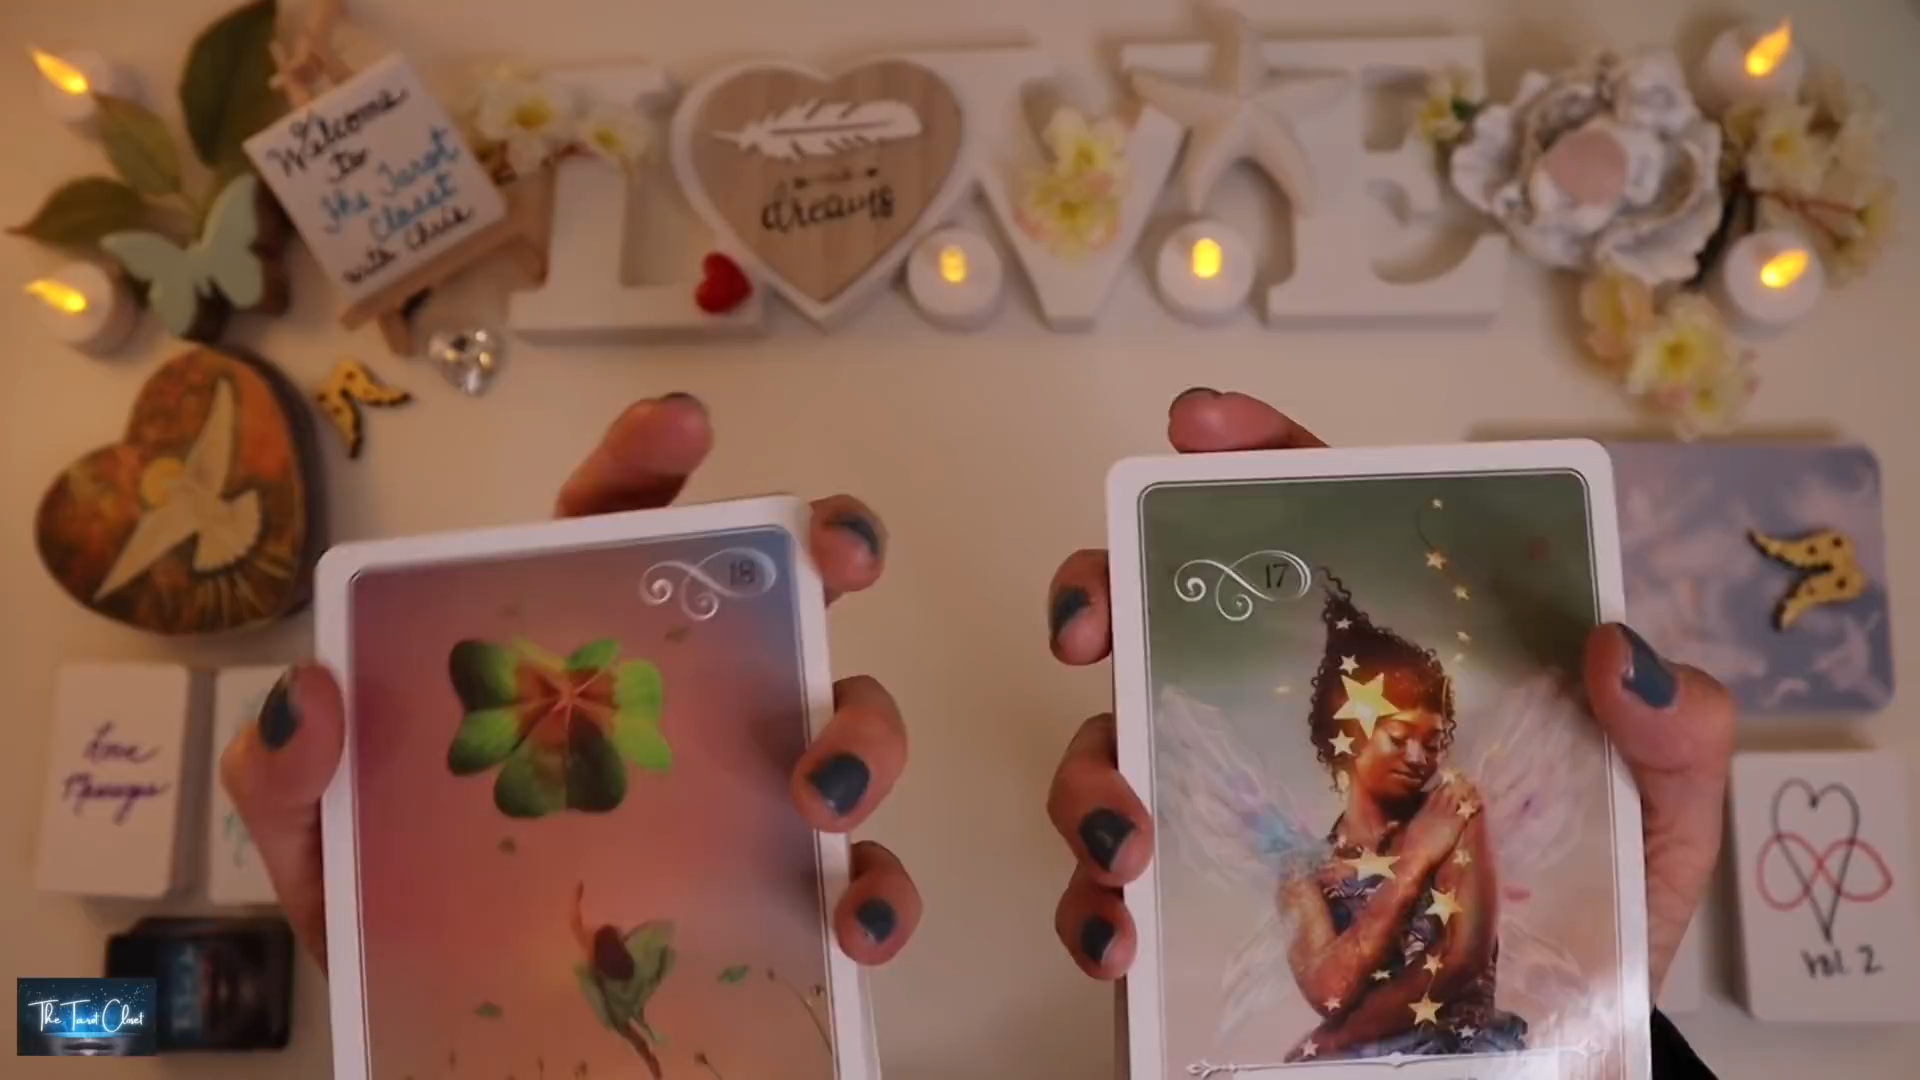 Welcome
To
The Tarot
Closet
with Chris
LOVE
dreams
18
17
Love
Messages
Vol. 2
The Tarot Closet